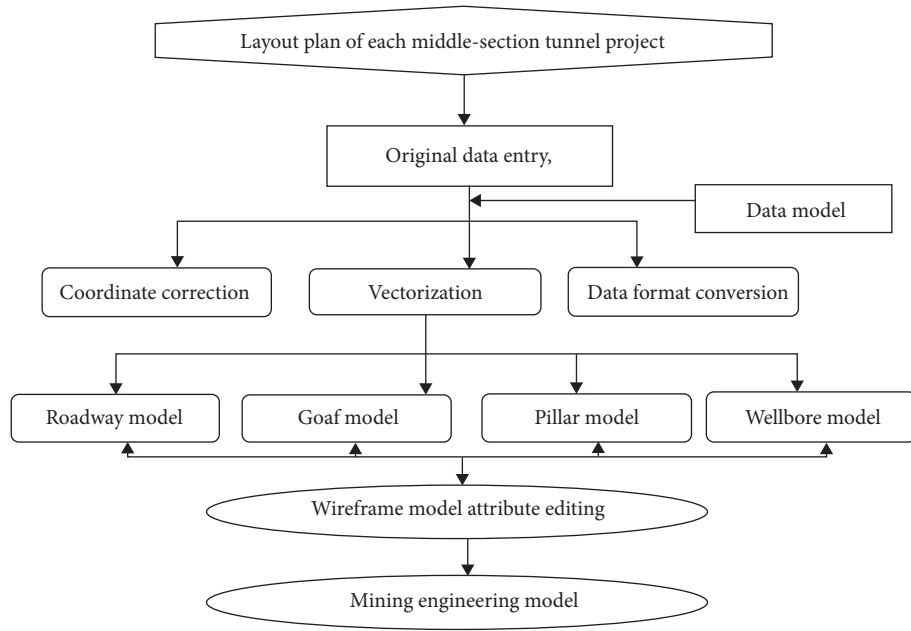 Layout plan of each middle-section tunnel project
Original data entry,
Data model
Coordinate correction
Vectorization
Data format conversion
Roadway model
Goaf model
Pillar model
Wellbore model
Wireframe model attribute editing
Mining engineering model